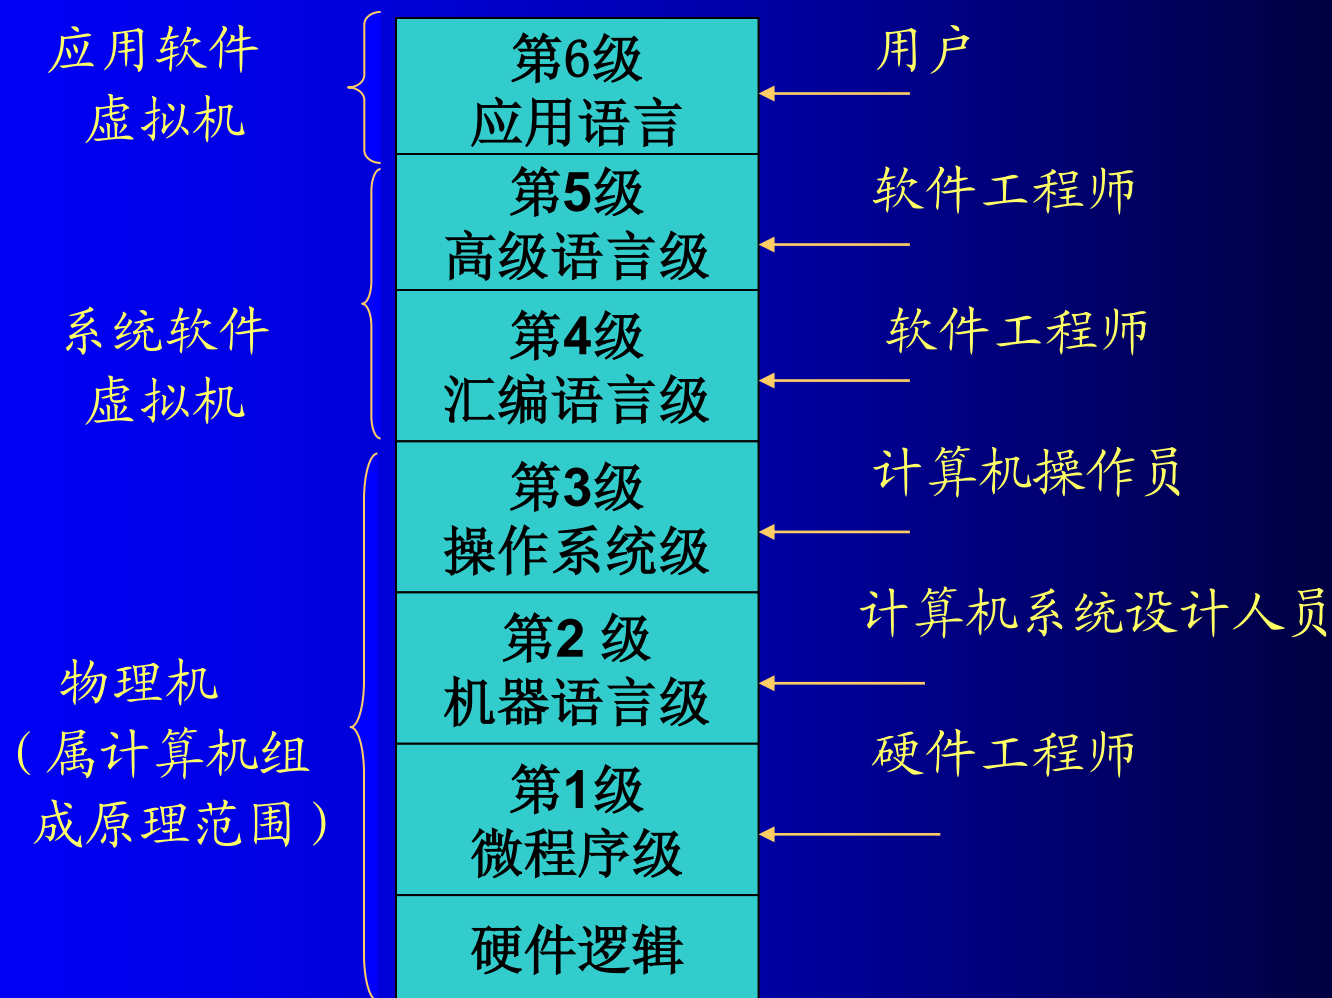 应用软件
虚拟机
第6级
应用语言
用户
第5级
高级语言级
软件工程师
系统软件
虚拟机
第4级
汇编语言级
软件工程师
第3级
操作系统级
计算机操作员
物理机
（属计算机组
成原理范围）
第2 级
机器语言级
计算机系统设计人员
第1级
微程序级
硬件工程师
硬件逻辑